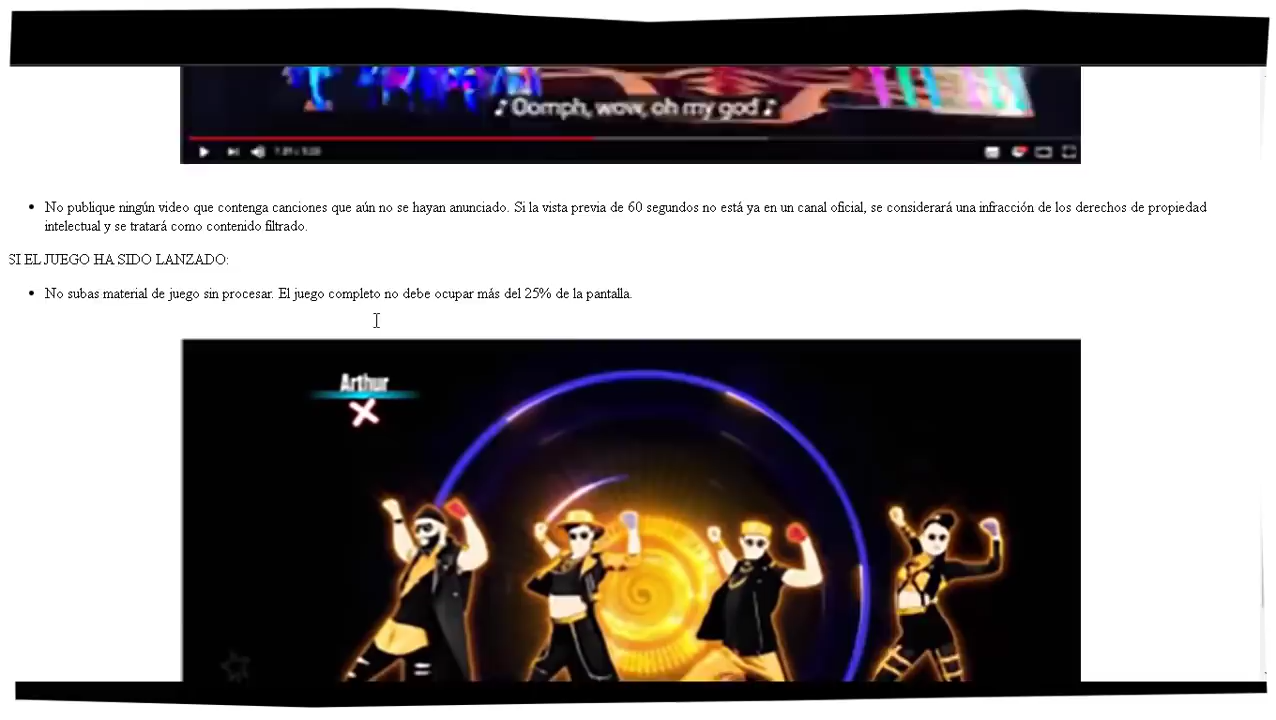 ♪ Oomph, wow, oh my god ♪
• No publique ningún video que contenga canciones que aún no se hayan anunciado. Si la vista previa de 60 segundos no está ya en un canal oficial, se considerará una infracción de los derechos de propiedad
intelectual y se tratará como contenido filtrado.
SI EL JUEGO HA SIDO LANZADO:
• No subas material de juego sin procesar. El juego completo no debe ocupar más del 25% de la pantalla.
Arthur
X